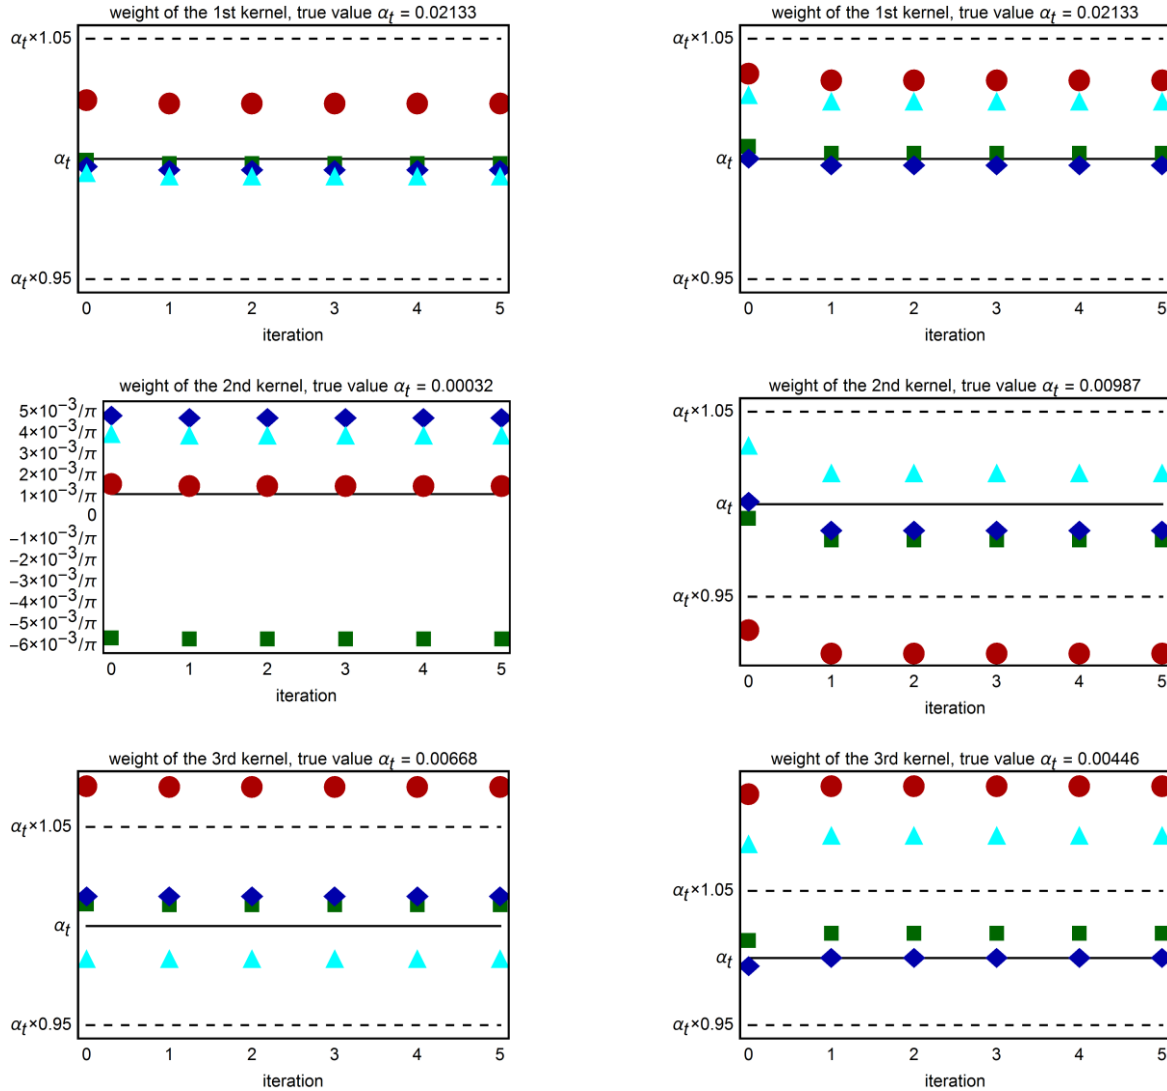 weight of the 1st kernel, true value αt = 0.02133
αt×1.05
αt
αt×0.95
0 1 2 3 4 5
iteration
weight of the 1st kernel, true value αt = 0.02133
αt×1.05
αt
αt×0.95
0 1 2 3 4 5
iteration
weight of the 2nd kernel, true value αt = 0.00032
5×10⁻³/π
4×10⁻³/π
3×10⁻³/π
2×10⁻³/π
1×10⁻³/π
0
−1×10⁻³/π
−2×10⁻³/π
−3×10⁻³/π
−4×10⁻³/π
−5×10⁻³/π
−6×10⁻³/π
0 1 2 3 4 5
iteration
weight of the 2nd kernel, true value αt = 0.00987
αt×1.05
αt
αt×0.95
0 1 2 3 4 5
iteration
weight of the 3rd kernel, true value αt = 0.00668
αt×1.05
αt
αt×0.95
0 1 2 3 4 5
iteration
weight of the 3rd kernel, true value αt = 0.00446
αt×1.05
αt
αt×0.95
0 1 2 3 4 5
iteration